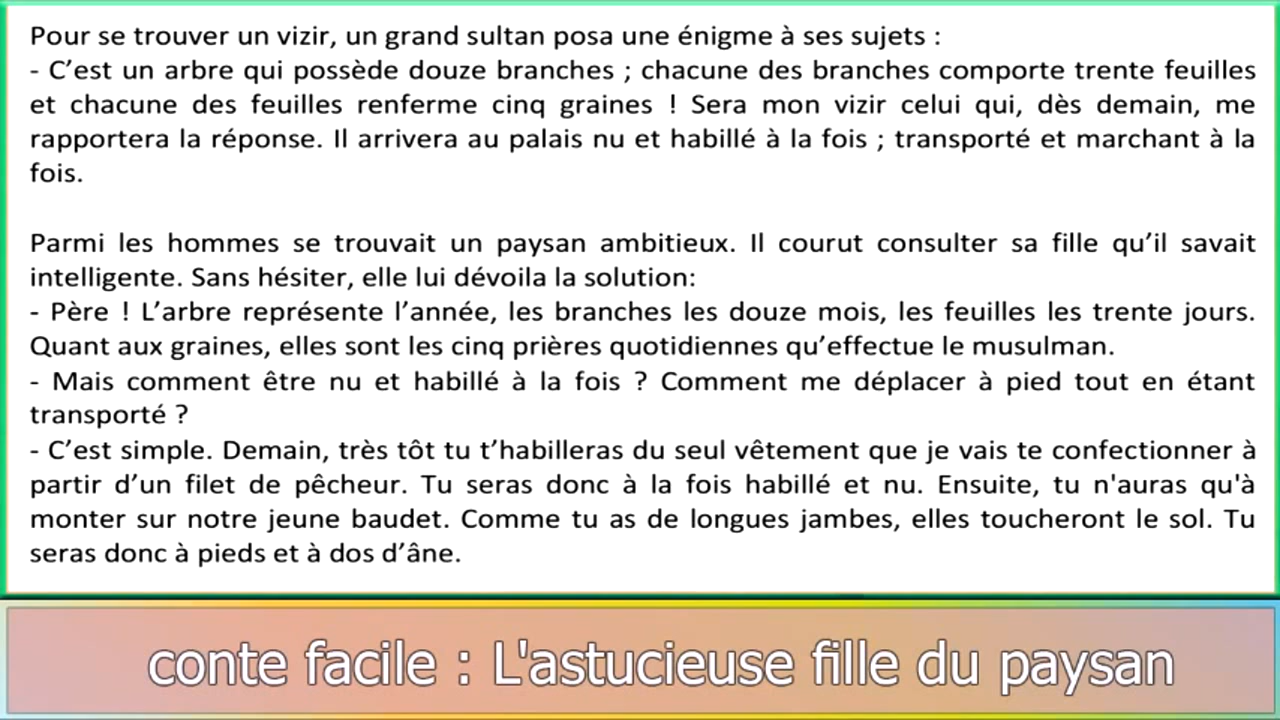 Pour se trouver un vizir, un grand sultan posa une énigme à ses sujets :
- C’est un arbre qui possède douze branches ; chacune des branches comporte trente feuilles
et chacune des feuilles renferme cinq graines ! Sera mon vizir celui qui, dès demain, me
rapportera la réponse. Il arrivera au palais nu et habillé à la fois ; transporté et marchant à la
fois.
Parmi les hommes se trouvait un paysan ambitieux. Il courut consulter sa fille qu’il savait
intelligente. Sans hésiter, elle lui dévoila la solution:
- Père ! L’arbre représente l’année, les branches les douze mois, les feuilles les trente jours.
Quant aux graines, elles sont les cinq prières quotidiennes qu’effectue le musulman.
- Mais comment être nu et habillé à la fois ? Comment me déplacer à pied tout en étant
transporté ?
- C’est simple. Demain, très tôt tu t’habilleras du seul vêtement que je vais te confectionner à
partir d’un filet de pêcheur. Tu seras donc à la fois habillé et nu. Ensuite, tu n'auras qu'à
monter sur notre jeune baudet. Comme tu as de longues jambes, elles toucheront le sol. Tu
seras donc à pieds et à dos d’âne.
conte facile : L'astucieuse fille du paysan